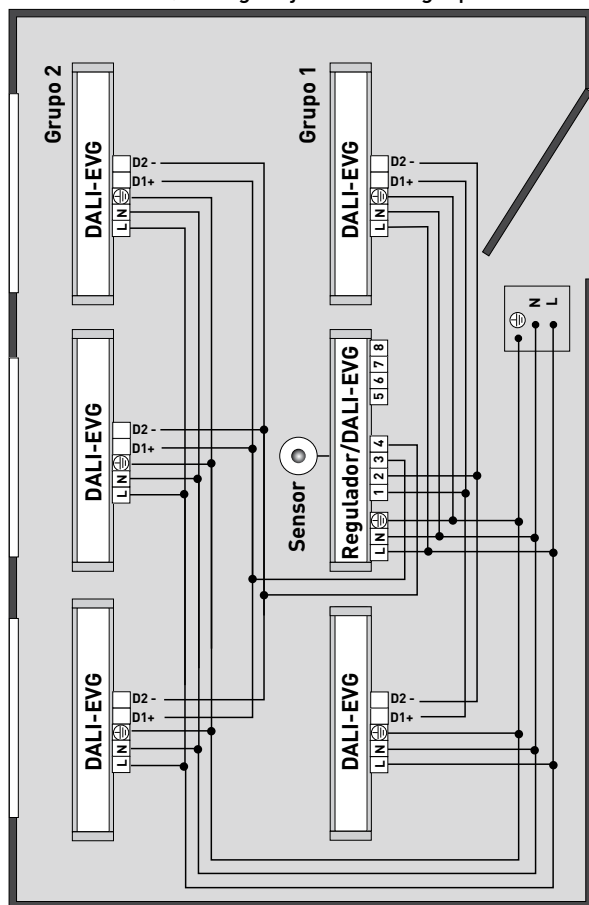 Grupo 2
DALI-EVG
D2 -
D1+
N
L
Grupo 1
DALI-EVG
D2 -
D1+
N
L
N
L
DALI-EVG
D2 -
D1+
N
L
Sensor
Regulador/DALI-EVG
8
7
6
5
4
3
2
1
N
L
DALI-EVG
D2 -
D1+
N
L
DALI-EVG
D2 -
D1+
N
L